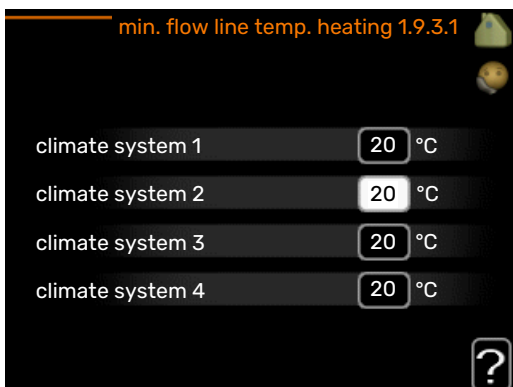 min. flow line temp. heating 1.9.3.1
climate system 1 20 °C
climate system 2 20 °C
climate system 3 20 °C
climate system 4 20 °C
?